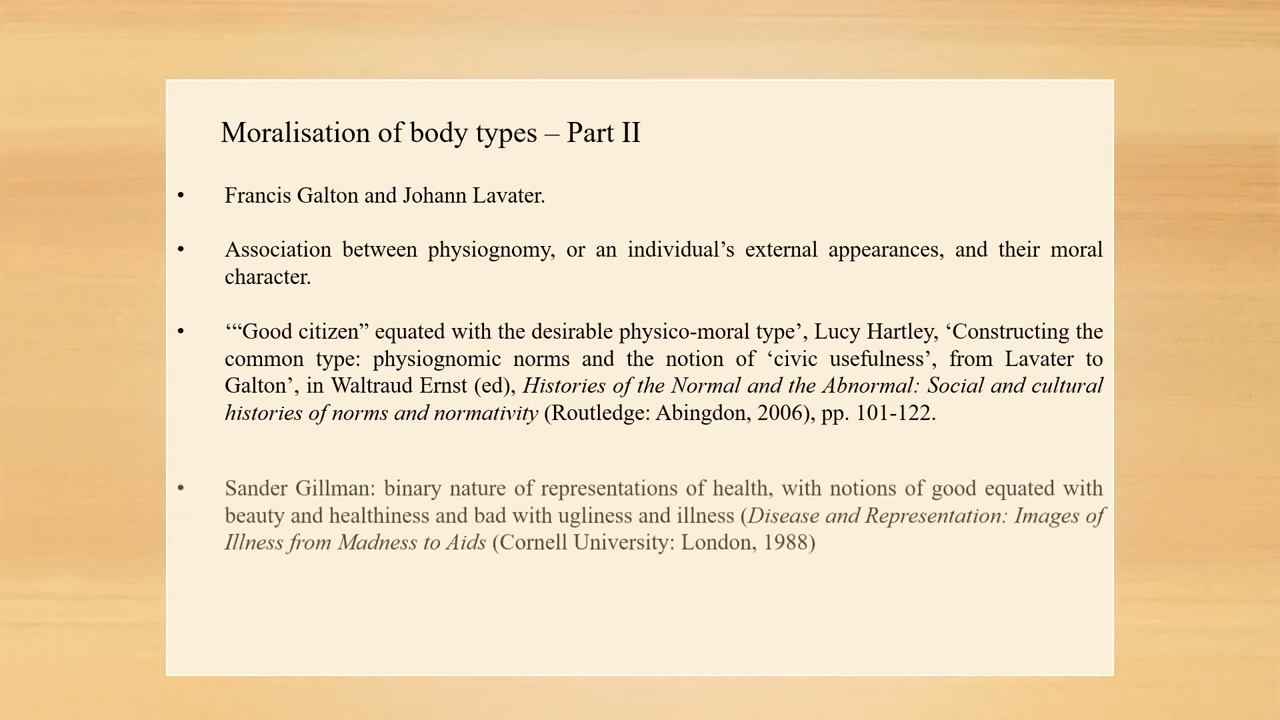 Moralisation of body types – Part II
• Francis Galton and Johann Lavater.
• Association between physiognomy, or an individual’s external appearances, and their moral
character.
• ‘“Good citizen” equated with the desirable physico-moral type’, Lucy Hartley, ‘Constructing the
common type: physiognomic norms and the notion of ‘civic usefulness’, from Lavater to
Galton’, in Waltraud Ernst (ed), Histories of the Normal and the Abnormal: Social and cultural
histories of norms and normativity (Routledge: Abingdon, 2006), pp. 101-122.
• Sander Gillman: binary nature of representations of health, with notions of good equated with
beauty and healthiness and bad with ugliness and illness (Disease and Representation: Images of
Illness from Madness to Aids (Cornell University: London, 1988)